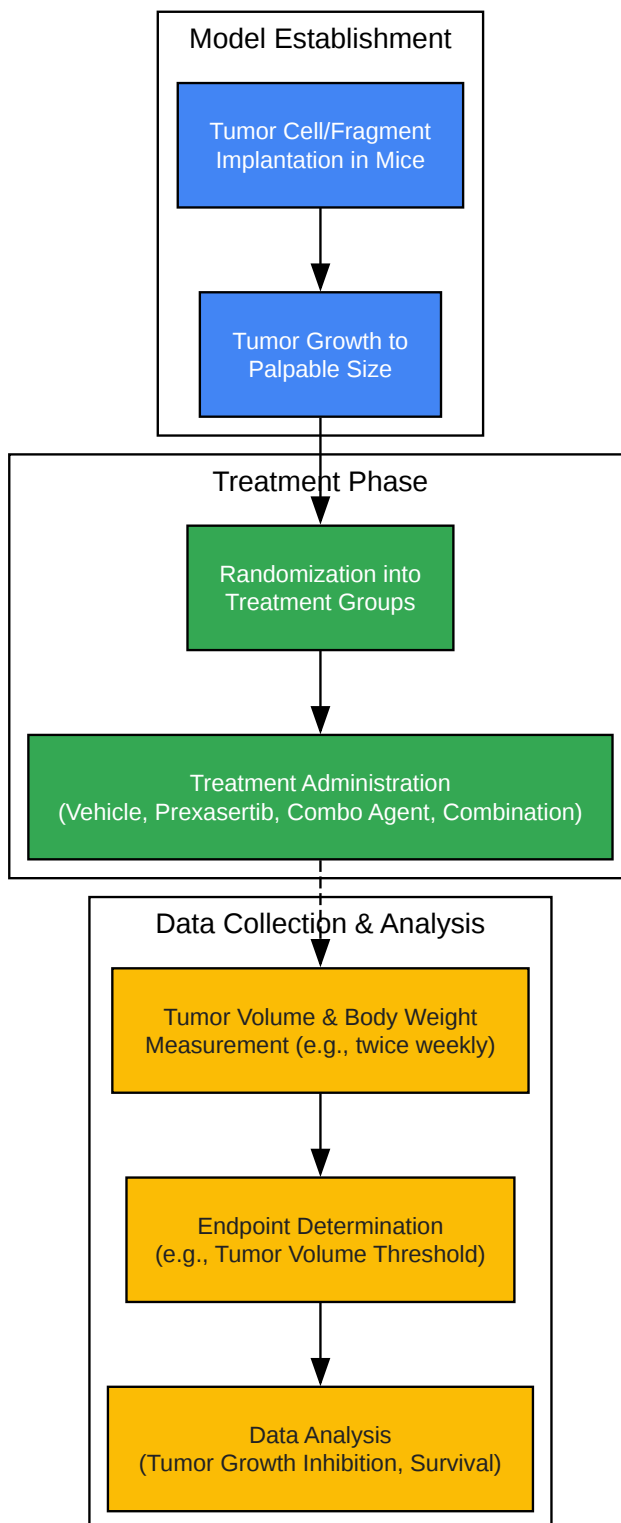 Model Establishment
Tumor Cell/Fragment
Implantation in Mice
Tumor Growth to
Palpable Size
Treatment Phase
Randomization into
Treatment Groups
Treatment Administration
(Vehicle, Prexasertib, Combo Agent, Combination)
Data Collection & Analysis
Tumor Volume & Body Weight
Measurement (e.g., twice weekly)
Endpoint Determination
(e.g., Tumor Volume Threshold)
Data Analysis
(Tumor Growth Inhibition, Survival)